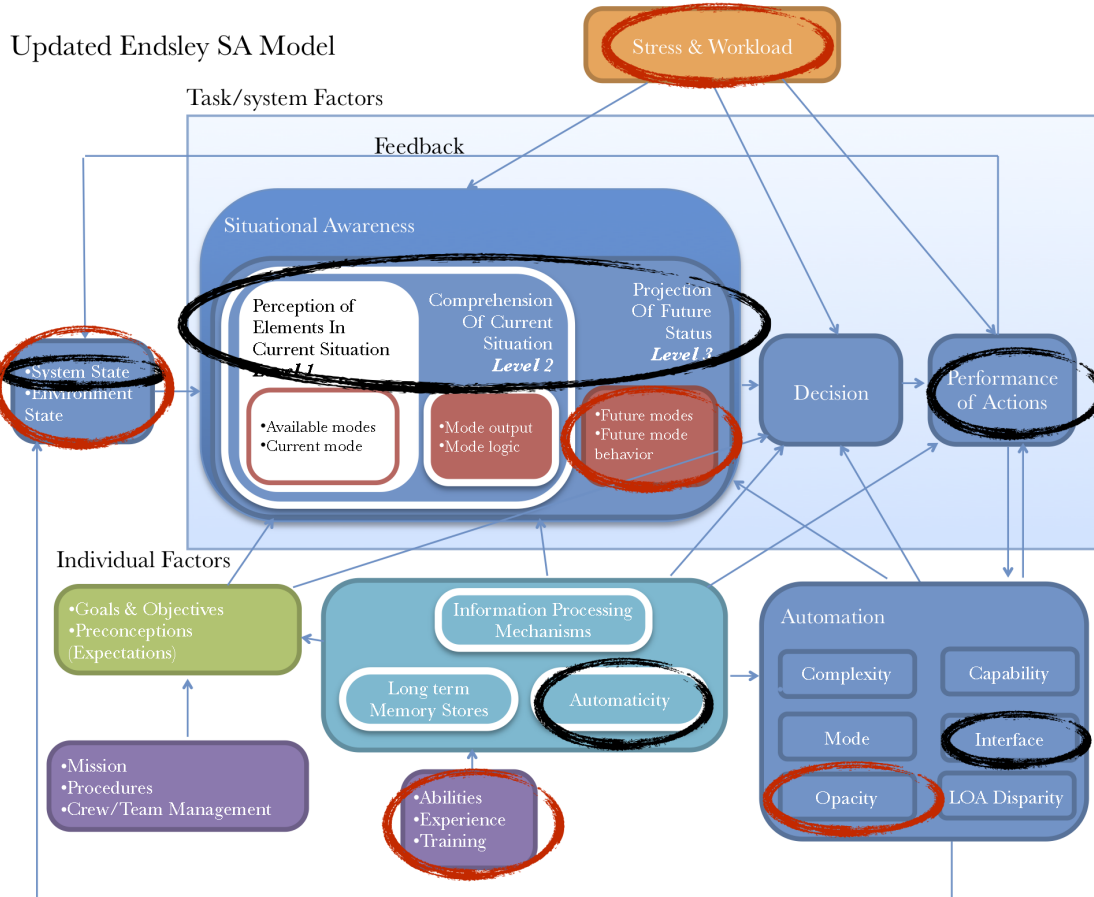 Updated Endsley SA Model
Stress & Workload
Task/system Factors
Feedback
Situational Awareness
Perception of
Elements In
Current Situation
Level 1
Comprehension
Of Current
Situation
Level 2
Projection
Of Future
Status
Level 3
•Available modes
•Current mode
•Mode output
•Mode logic
•Future modes
•Future mode
behavior
•System State
•Environment
State
Decision
Performance
of Actions
Individual Factors
•Goals & Objectives
•Preconceptions
(Expectations)
Information Processing
Mechanisms
Long term
Memory Stores
Automaticity
•Mission
•Procedures
•Crew/Team Management
•Abilities
•Experience
•Training
Automation
Complexity
Capability
Mode
Interface
Opacity
LOA Disparity